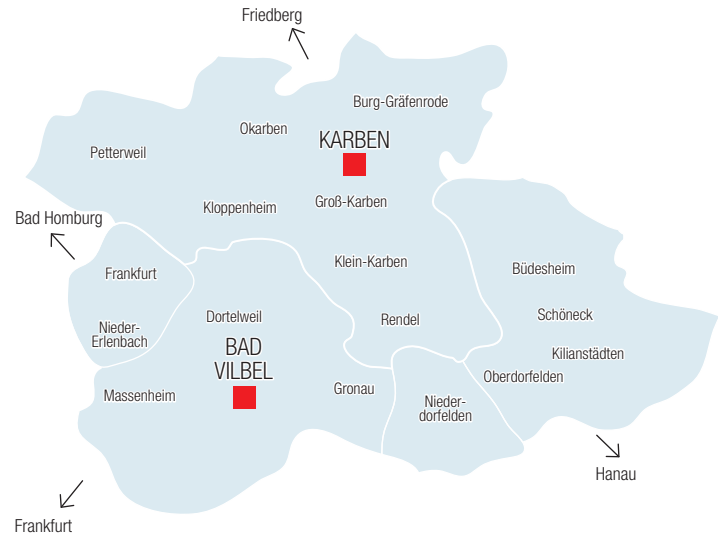 Friedberg
Burg-Gräfenrode
Okarben
KARBEN
Petterweil
Groß-Karben
Kloppenheim
Bad Homburg
Klein-Karben
Büdesheim
Frankfurt
Schöneck
Dortelweil
Rendel
Nieder-
Erlenbach
BAD
VILBEL
Kilianstädten
Oberdorfelden
Gronau
Massenheim
Nieder-
dorfelden
Hanau
Frankfurt